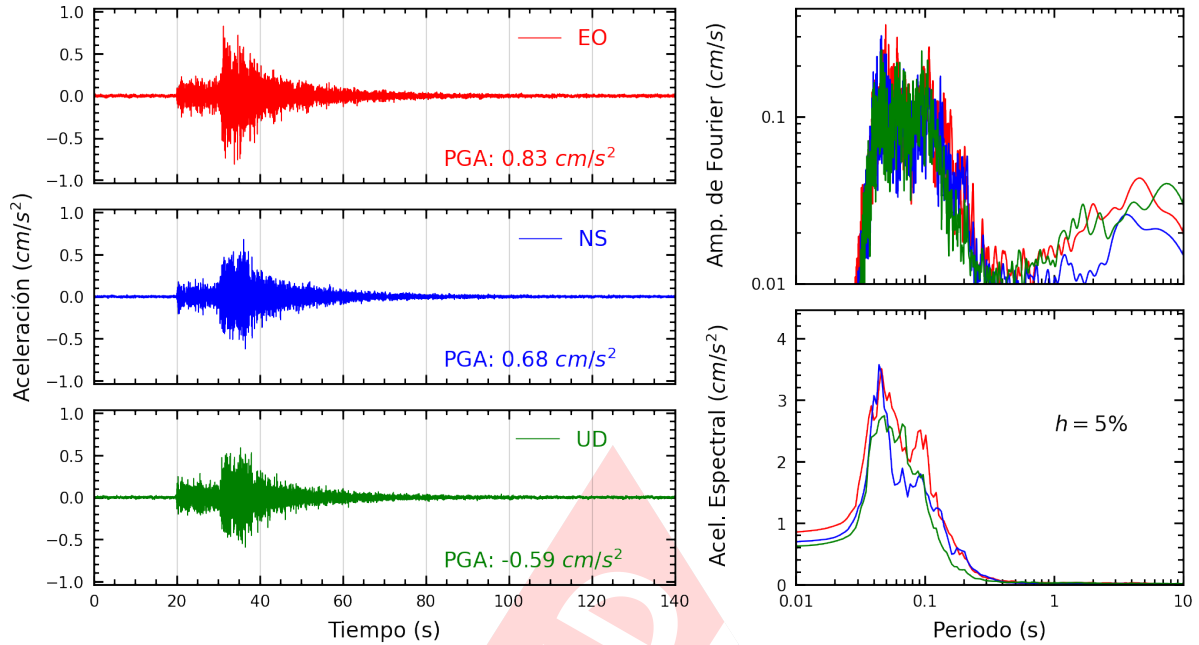 Aceleración (cm/s²)
1.0
0.5
0.0
−0.5
−1.0
EO
PGA: 0.83 cm/s²
1.0
0.5
0.0
−0.5
−1.0
NS
PGA: 0.68 cm/s²
1.0
0.5
0.0
−0.5
−1.0
UD
PGA: -0.59 cm/s²
0 20 40 60 80 100 120 140
Tiempo (s)
Amp. de Fourier (cm/s)
0.1
0.01
Acel. Espectral (cm/s²)
4
3
2
1
0
h = 5%
0.01 0.1 1 10
Periodo (s)